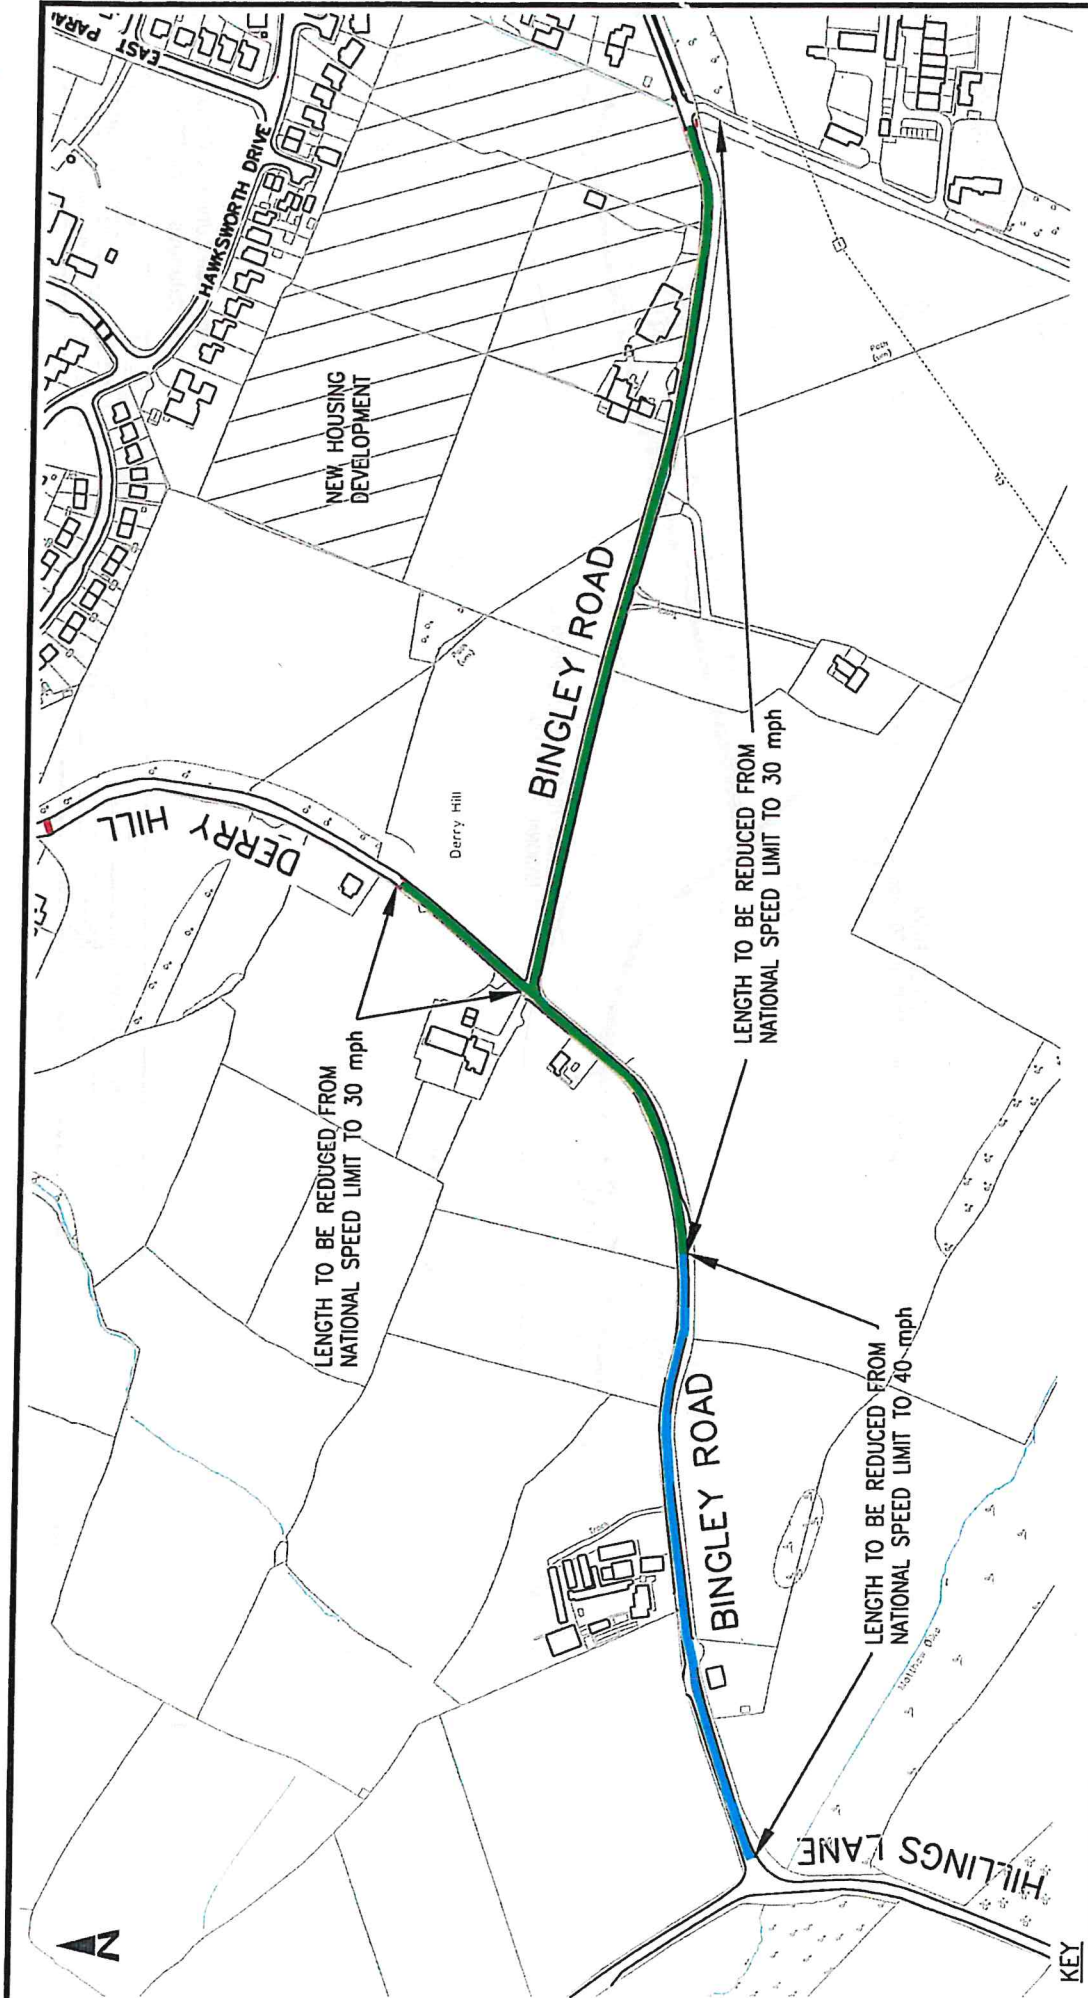 EAST PARA
HAWKSWORTH DRIVE
NEW HOUSING
DEVELOPMENT
DERRY HILL
Derry Hill
BINGLEY ROAD
LENGTH TO BE REDUCED FROM
NATIONAL SPEED LIMIT TO 30 mph
LENGTH TO BE REDUCED FROM
NATIONAL SPEED LIMIT TO 30 mph
Path
(um)
BINGLEY ROAD
LENGTH TO BE REDUCED FROM
NATIONAL SPEED LIMIT TO 40 mph
HILLINGS LANE
N
KEY